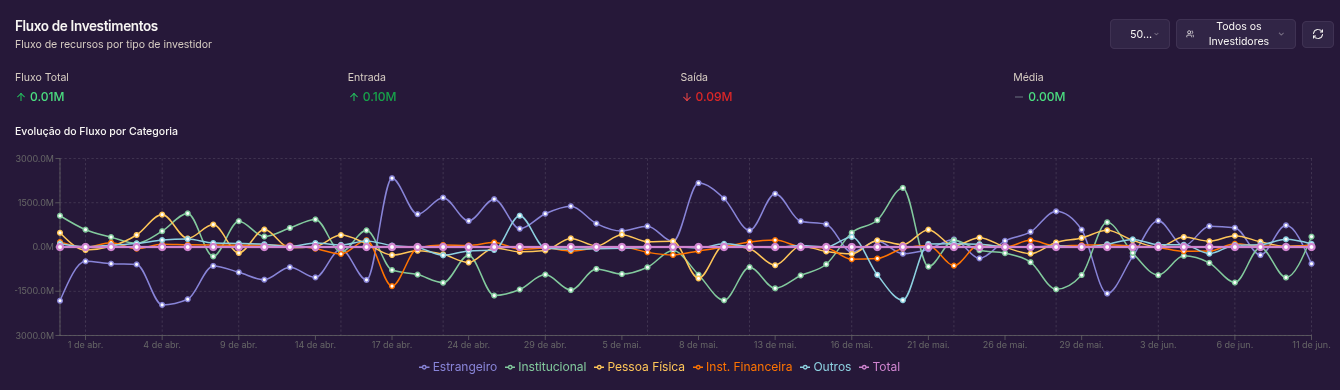 Fluxo de Investimentos
Fluxo de recursos por tipo de investidor
50...
Todos os
Investidores
Fluxo Total
Entrada
Saída
Média
↑ 0.01M
↑ 0.10M
↓ 0.09M
— 0.00M
Evolução do Fluxo por Categoria
3000.0M
1500.0M
0.0M
-1500.0M
3000.0M
1 de abr. 4 de abr. 9 de abr. 14 de abr. 17 de abr. 24 de abr. 29 de abr. 5 de mai. 8 de mai. 13 de mai. 16 de mai. 21 de mai. 26 de mai. 29 de mai. 3 de jun. 6 de jun. 11 de jun.
Estrangeiro Institucional Pessoa Física Inst. Financeira Outros Total